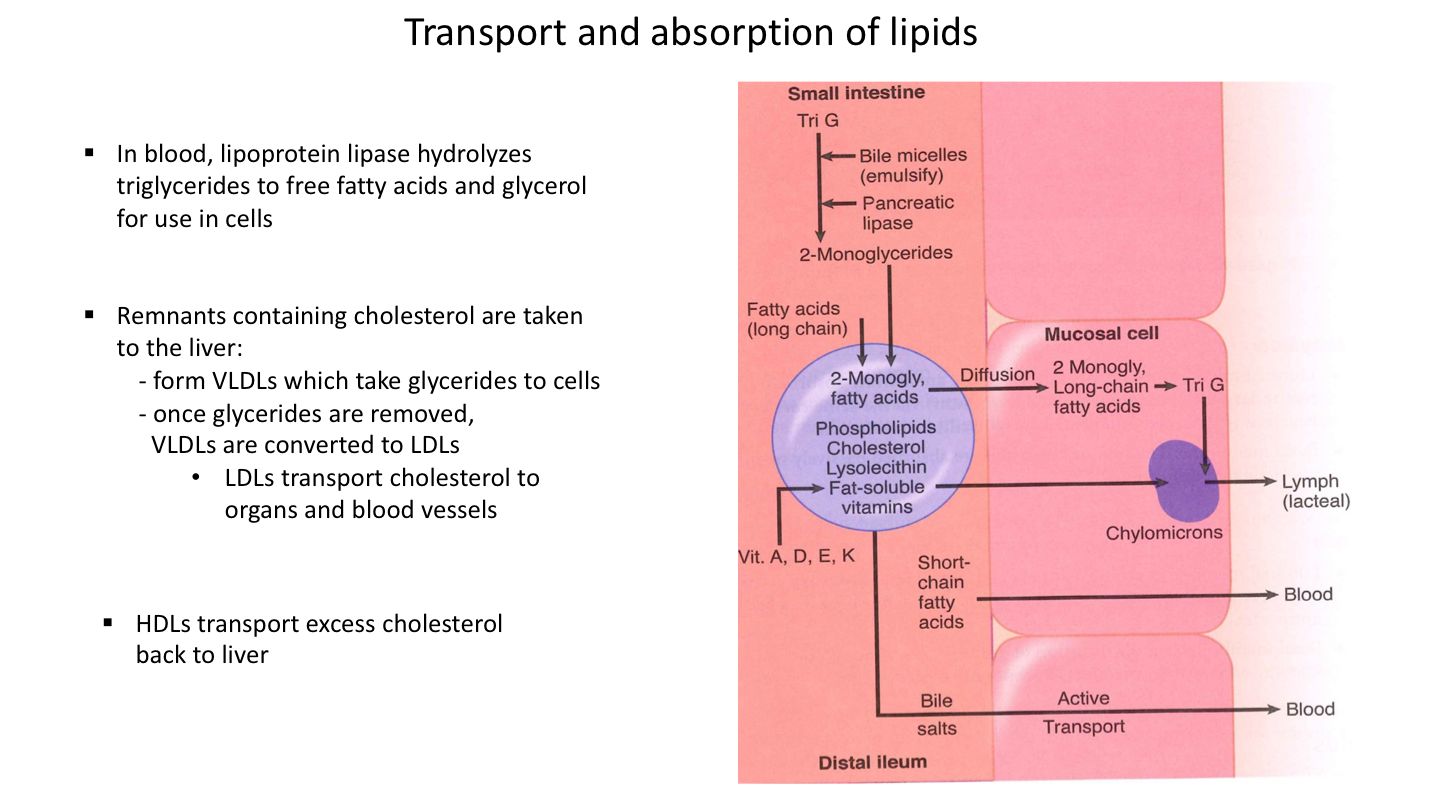 Transport and absorption of lipids
▪ In blood, lipoprotein lipase hydrolyzes
triglycerides to free fatty acids and glycerol
for use in cells
▪ Remnants containing cholesterol are taken
to the liver:
- form VLDLs which take glycerides to cells
- once glycerides are removed,
VLDLs are converted to LDLs
• LDLs transport cholesterol to
organs and blood vessels
▪ HDLs transport excess cholesterol
back to liver
Small intestine
Tri G
Bile micelles
(emulsify)
Pancreatic
lipase
2-Monoglycerides
Fatty acids
(long chain)
2-Monogly,
fatty acids
Phospholipids
Cholesterol
Lysolecithin
Fat-soluble
vitamins
Vit. A, D, E, K
Diffusion
Mucosal cell
2 Monogly,
Long-chain
fatty acids
Tri G
Chylomicrons
Lymph
(lacteal)
Short-
chain
fatty
acids
Blood
Bile
salts
Active
Transport
Blood
Distal ileum